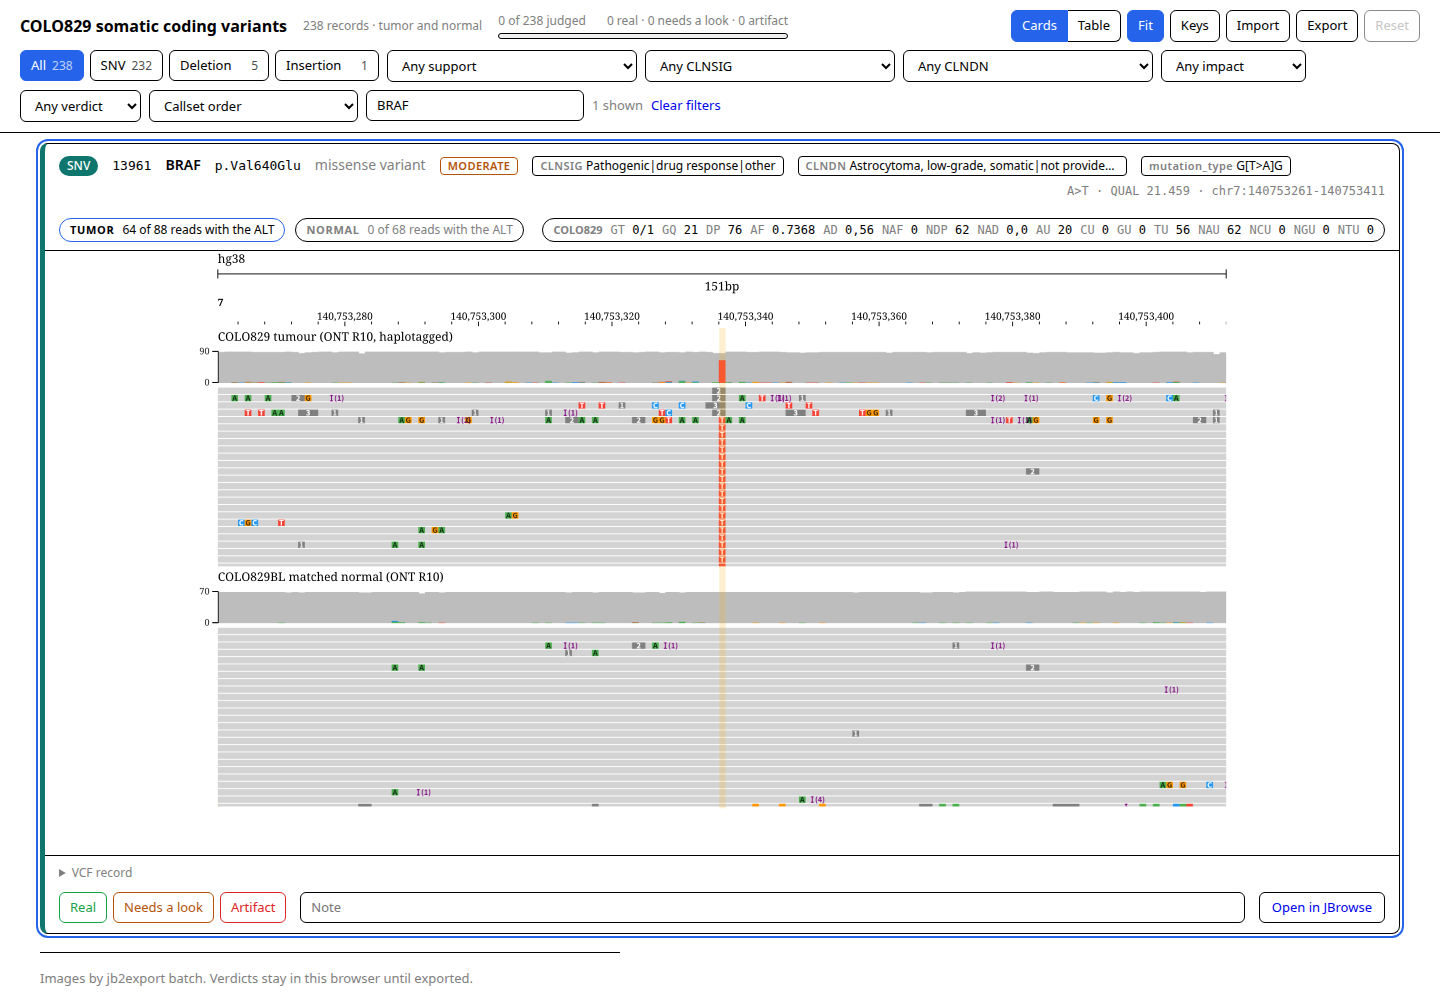 COLO829 somatic coding variants 238 records · tumor and normal 0 of 238 judged 0 real · 0 needs a look · 0 artifact Cards Table Fit Keys Import Export Reset
All 238 SNV 232 Deletion 5 Insertion 1 Any support Any CLNSIG Any CLNDN Any impact
Any verdict Callset order BRAF 1 shown Clear filters
SNV 13961 BRAF p.Val640Glu missense variant MODERATE CLNSIG Pathogenic|drug response|other CLNDN Astrocytoma, low-grade, somatic|not provide... mutation_type G[T>A]G
A>T · QUAL 21.459 · chr7:140753261-140753411
TUMOR 64 of 88 reads with the ALT NORMAL 0 of 68 reads with the ALT COLO829 GT 0/1 GQ 21 DP 76 AF 0.7368 AD 0,56 NAF 0 NDP 62 NAD 0,0 AU 20 CU 0 GU 0 TU 56 NAU 62 NCU 0 NGU 0 NTU 0
hg38
151bp
7
140,753,280 140,753,300 140,753,320 140,753,340 140,753,360 140,753,380 140,753,400
COLO829 tumour (ONT R10, haplotagged)
90
0
COLO829BL matched normal (ONT R10)
70
0
VCF record
Real Needs a look Artifact Note Open in JBrowse
Images by jb2export batch. Verdicts stay in this browser until exported.